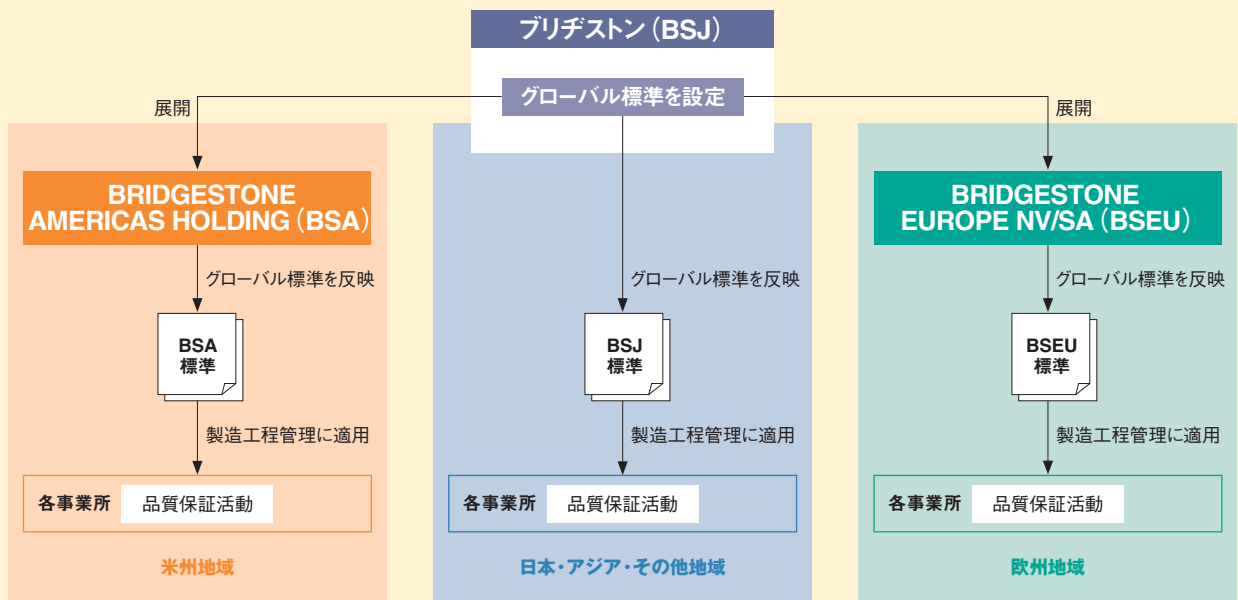 ブリヂストン（BSJ）
グローバル標準を設定
展開
展開
BRIDGESTONE
AMERICAS HOLDING（BSA）
BRIDGESTONE
EUROPE NV/SA（BSEU）
グローバル標準を反映
グローバル標準を反映
グローバル標準を反映
BSA
標準
BSJ
標準
BSEU
標準
製造工程管理に適用
製造工程管理に適用
製造工程管理に適用
各事業所 品質保証活動
各事業所 品質保証活動
各事業所 品質保証活動
米州地域
日本・アジア・その他地域
欧州地域